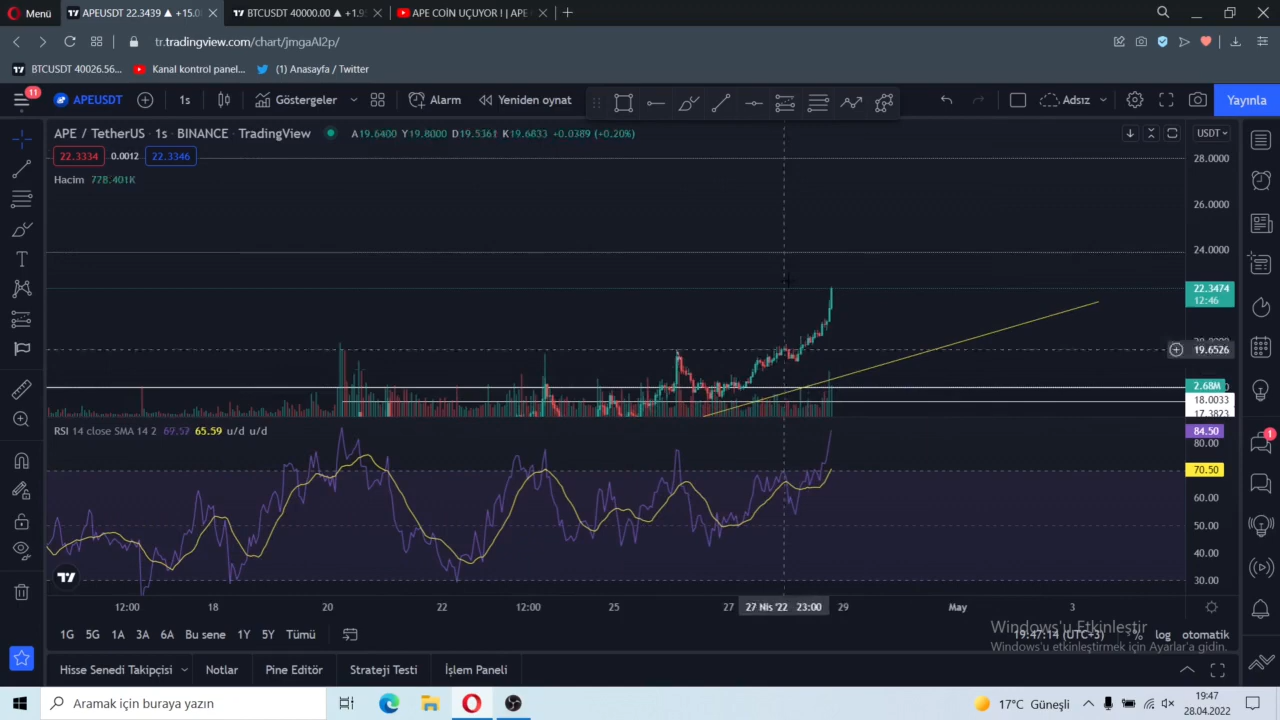 Menü
APEUSDT 22.3439 ▲ +15.0
BTCUSDT 40000.00 ▲ +1.9
APE COİN UÇUYOR ! | APE
tr.tradingview.com/chart/jmgaAI2p/
BTCUSDT 40026.56...
Kanal kontrol panel...
(1) Anasayfa / Twitter
11
APEUSDT
1s
Göstergeler
Alarm
Yeniden oynat
Adsız
Yayınla
APE / TetherUS · 1s · BINANCE · TradingView
A19.6400 Y19.8000 D19.5361 K19.6833 +0.0389 (+0.20%)
USDT
22.3334 0.0012 22.3346
Hacim 778.401K
28.0000
26.0000
24.0000
22.3474
12:46
19.6526
2.68M
18.0033
17.3823
RSI 14 close SMA 14 2 69.52 65.59 u/d u/d
84.50
80.00
70.50
60.00
50.00
40.00
30.00
1
12:00 18 20 22 12:00 25 27 27 Nis '22 23:00 29 May 3
1G 5G 1A 3A 6A Bu sene 1Y 5Y Tümü
19:47:14 (UTC+3) % log otomatik
Windows'u Etkinleştir
Windows'u etkinleştirmek için Ayarlar'a gidin.
Hisse Senedi Takipçisi
Notlar
Pine Editör
Strateji Testi
İşlem Paneli
Aramak için buraya yazın
17°C Güneşli
19:47
28.04.2022